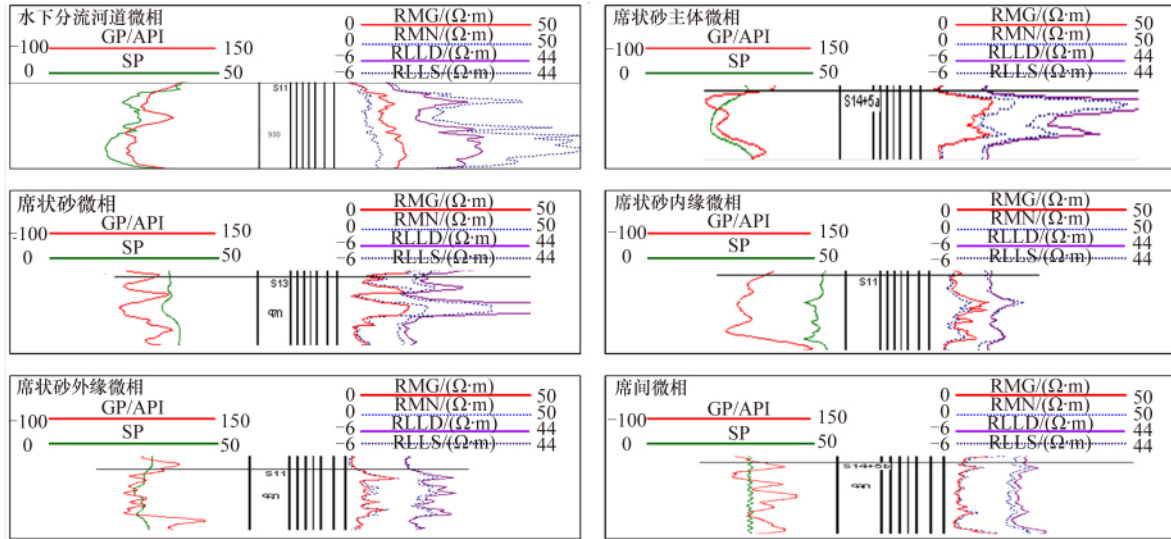 水下分流河道微相
-100 GP/API 150
0 SP 50
0 RMG/(Ω·m) 50
0 RMN/(Ω·m) 50
-6 RLLD/(Ω·m) 44
-6 RLLS/(Ω·m) 44
S11
930
席状砂主体微相
-100 GP/API 150
0 SP 50
0 RMG/(Ω·m) 50
0 RMN/(Ω·m) 50
-6 RLLD/(Ω·m) 44
-6 RLLS/(Ω·m) 44
S14+5a
席状砂微相
-100 GP/API 150
0 SP 50
0 RMG/(Ω·m) 50
0 RMN/(Ω·m) 50
-6 RLLD/(Ω·m) 44
-6 RLLS/(Ω·m) 44
S13
席状砂内缘微相
-100 GP/API 150
0 SP 50
0 RMG/(Ω·m) 50
0 RMN/(Ω·m) 50
-6 RLLD/(Ω·m) 44
-6 RLLS/(Ω·m) 44
S11
席状砂外缘微相
-100 GP/API 150
0 SP 50
0 RMG/(Ω·m) 50
0 RMN/(Ω·m) 50
-6 RLLD/(Ω·m) 44
-6 RLLS/(Ω·m) 44
S11
席间微相
-100 GP/API 150
0 SP 50
0 RMG/(Ω·m) 50
0 RMN/(Ω·m) 50
-6 RLLD/(Ω·m) 44
-6 RLLS/(Ω·m) 44
S14+5b